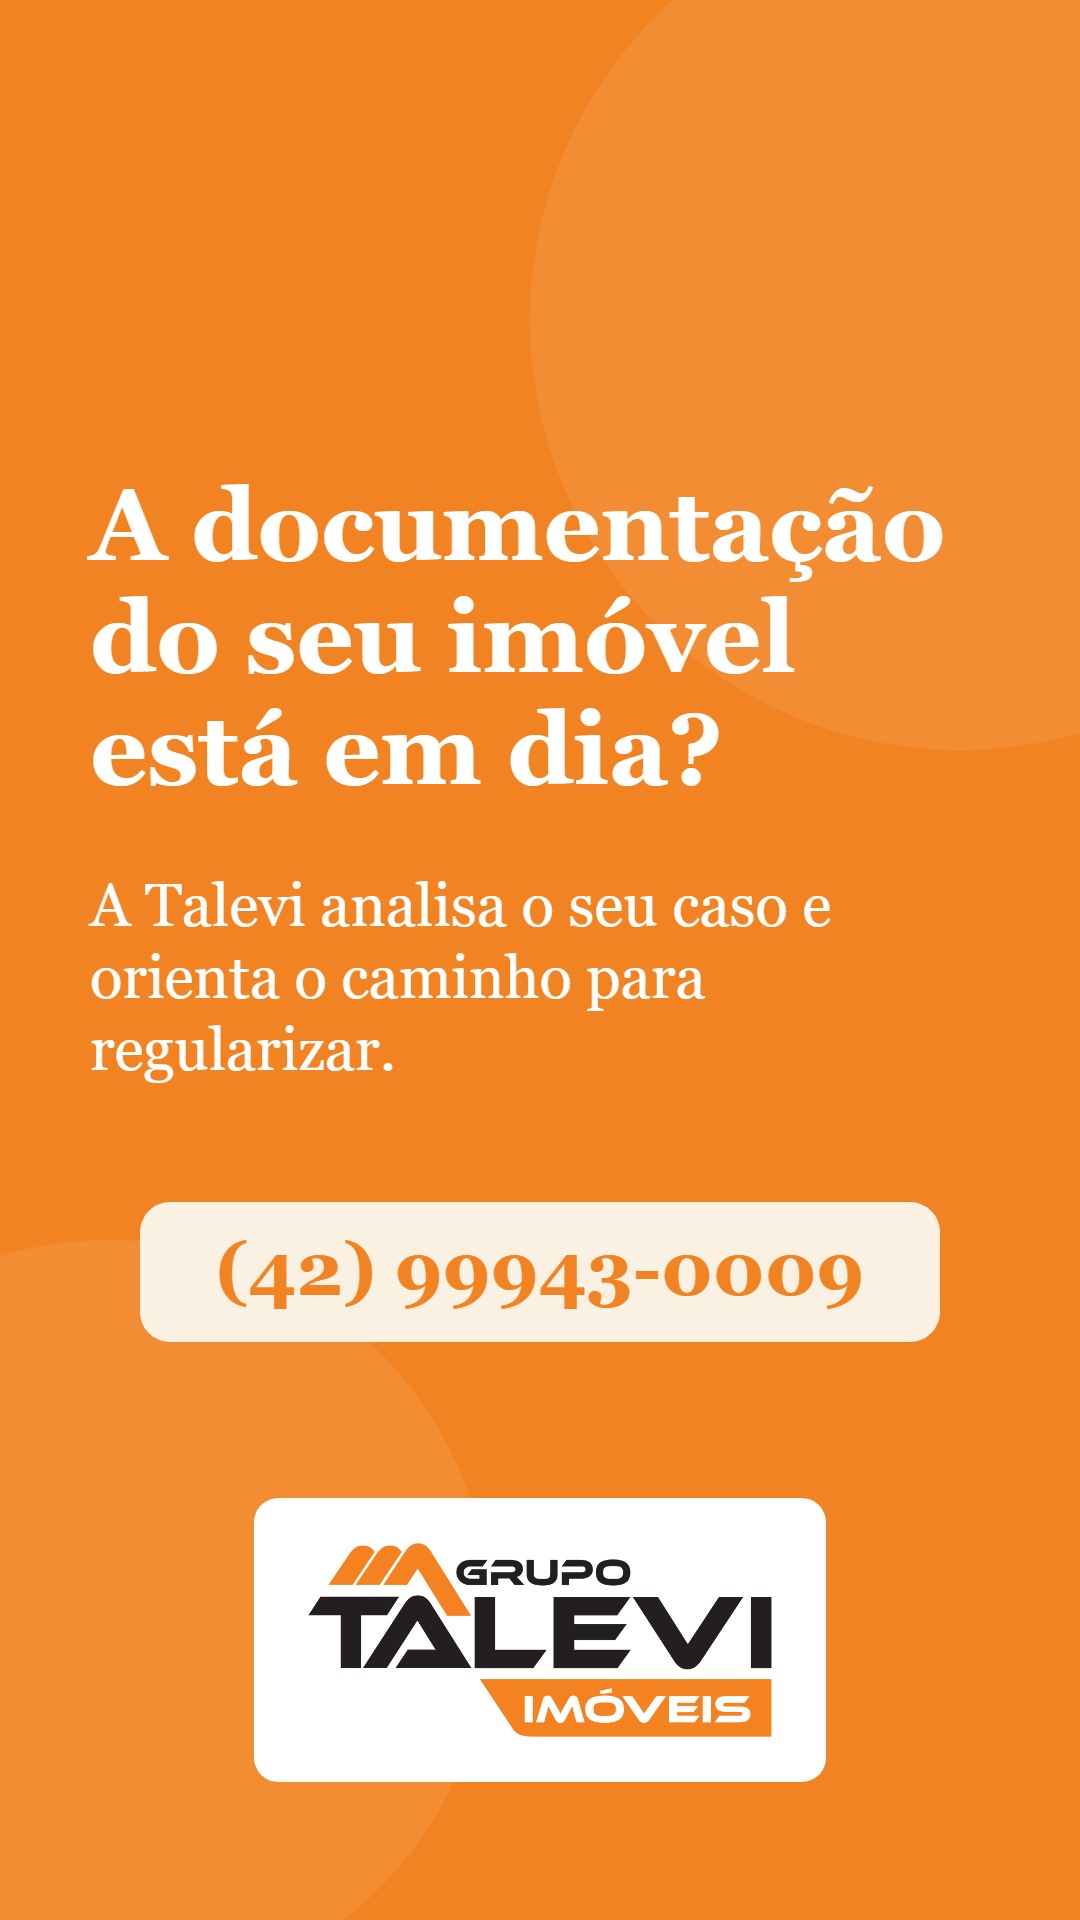 A documentação
do seu imóvel
está em dia?
A Talevi analisa o seu caso e
orienta o caminho para
regularizar.
(42) 99943-0009
GRUPO
TALEVI
IMÓVEIS